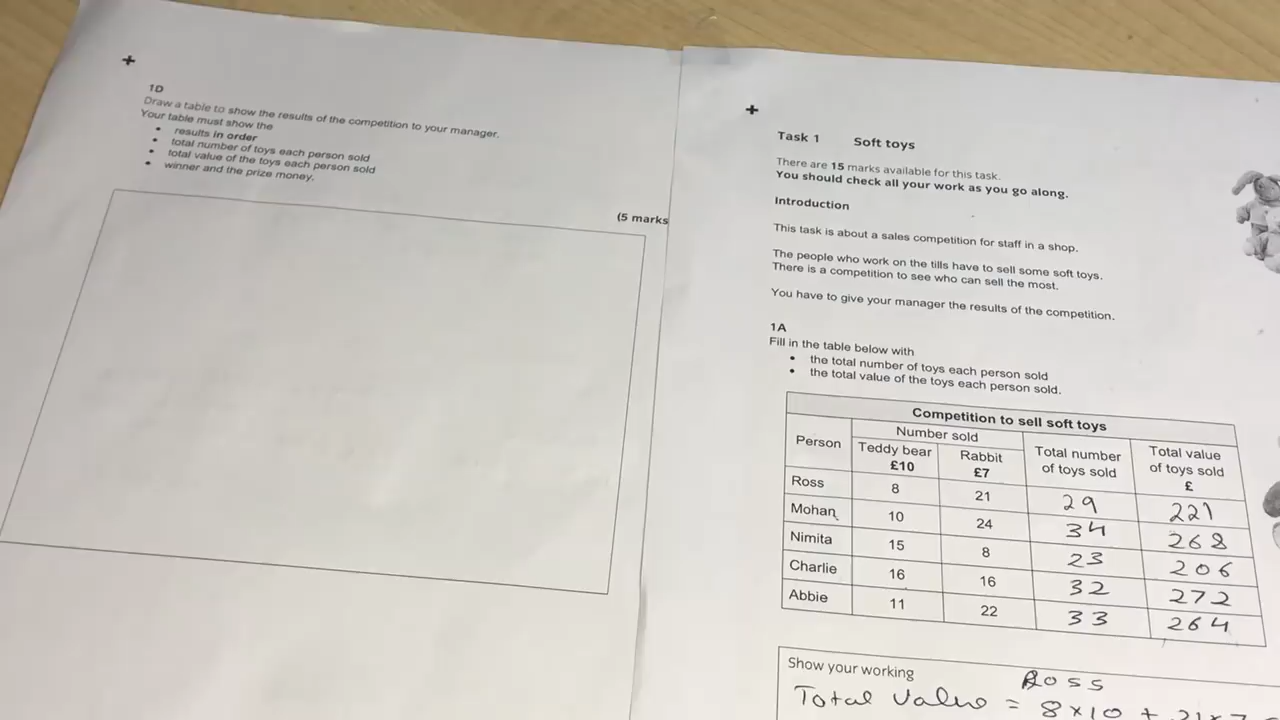 1D
Draw a table to show the results of the competition to your manager.
Your table must show the
• results in order
• total number of toys each person sold
• total value of the toys each person sold
• winner and the prize money.
(5 marks
Task 1 Soft toys
There are 15 marks available for this task.
You should check all your work as you go along.
Introduction
This task is about a sales competition for staff in a shop.
The people who work on the tills have to sell some soft toys.
There is a competition to see who can sell the most.
You have to give your manager the results of the competition.
1A
Fill in the table below with
• the total number of toys each person sold
• the total value of the toys each person sold.
Competition to sell soft toys
Person
Number sold
Teddy bear
£10
Rabbit
£7
Total number
of toys sold
Total value
of toys sold
£
Ross 8 21 29 227
Mohan 10 24 34 268
Nimita 15 8 23 206
Charlie 16 16 32 272
Abbie 11 22 33 264
Show your working
Ross
Total Value = 8×10 + 21×7